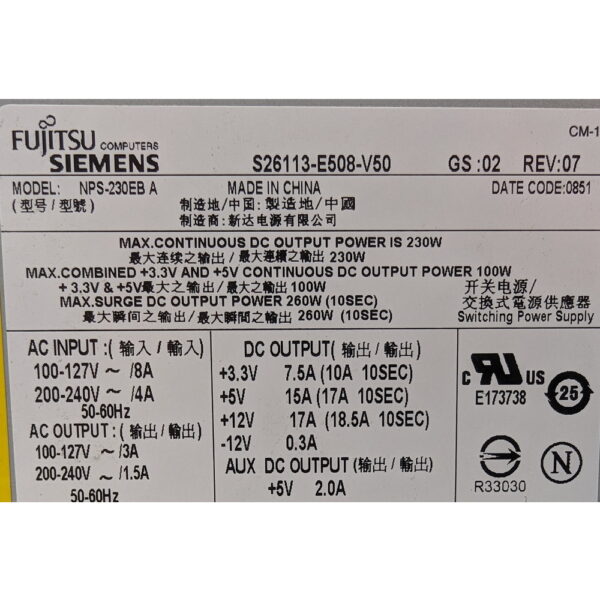 CM-1
FUJITSU COMPUTERS
SIEMENS
S26113-E508-V50 GS:02 REV:07
MODEL: NPS-230EB A MADE IN CHINA DATE CODE:0851
(型号/型號) 制造地/中国: 製造地/中國
制造商:新达电源有限公司
MAX.CONTINUOUS DC OUTPUT POWER IS 230W
最大连续之输出/最大連續之輸出 230W
MAX.COMBINED +3.3V AND +5V CONTINUOUS DC OUTPUT POWER 100W
+ 3.3V & +5V最大之输出/最大之輸出 100W
MAX.SURGE DC OUTPUT POWER 260W (10SEC)
最大瞬间之输出/最大瞬間之輸出 260W (10SEC)
开关电源/
交換式電源供應器
Switching Power Supply
AC INPUT :(输入/輸入)
100-127V ~ /8A
200-240V ~ /4A
50-60Hz
AC OUTPUT:(输出/輸出)
100-127V ~/3A
200-240V ~/1.5A
50-60Hz
DC OUTPUT(输出/輸出)
+3.3V 7.5A (10A 10SEC)
+5V 15A (17A 10SEC)
+12V 17A (18.5A 10SEC)
-12V 0.3A
AUX DC OUTPUT(输出/輸出)
+5V 2.0A
c RU US
E173738
25
R33030
N